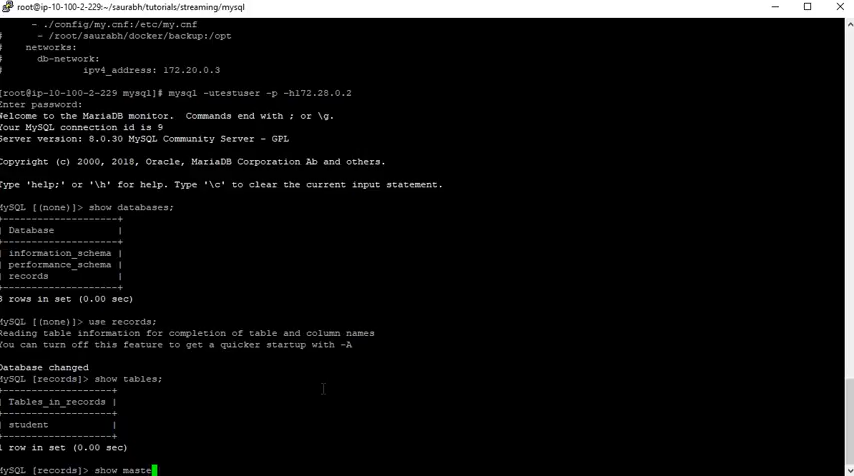 root@ip-10-100-2-229:~/saurabh/tutorials/streaming/mysql
- ./config/my.cnf:/etc/my.cnf
# - /root/saurabh/docker/backup:/opt
# networks:
# db-network:
# ipv4_address: 172.20.0.3
[root@ip-10-100-2-229 mysql]# mysql -utestuser -p -h172.28.0.2
Enter password:
Welcome to the MariaDB monitor. Commands end with ; or \g.
Your MySQL connection id is 9
Server version: 8.0.30 MySQL Community Server - GPL
Copyright (c) 2000, 2018, Oracle, MariaDB Corporation Ab and others.
Type 'help;' or '\h' for help. Type '\c' to clear the current input statement.
MySQL [(none)]> show databases;
+--------------------+
| Database |
+--------------------+
| information_schema |
| performance_schema |
| records |
+--------------------+
3 rows in set (0.00 sec)
MySQL [(none)]> use records;
Reading table information for completion of table and column names
You can turn off this feature to get a quicker startup with -A
Database changed
MySQL [records]> show tables;
+-------------------+
| Tables_in_records |
+-------------------+
| student |
+-------------------+
1 row in set (0.00 sec)
MySQL [records]> show maste